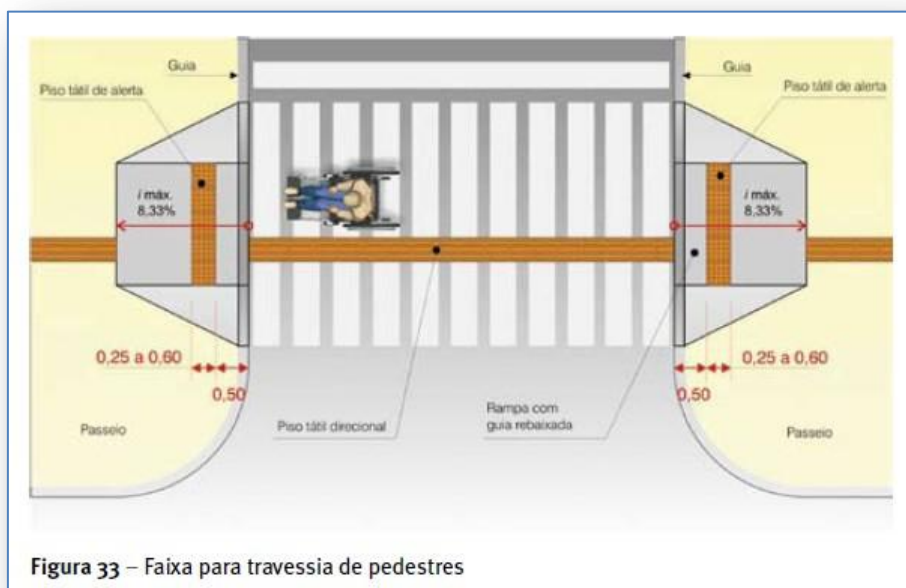 Guia
Guia
Piso tátil de alerta
Piso tátil de alerta
i máx.
8,33%
i máx.
8,33%
0,25 a 0,60
0,25 a 0,60
0,50
0,50
Rampa com
guia rebaixada
Passeio
Piso tátil direcional
Passeio
Figura 33 – Faixa para travessia de pedestres